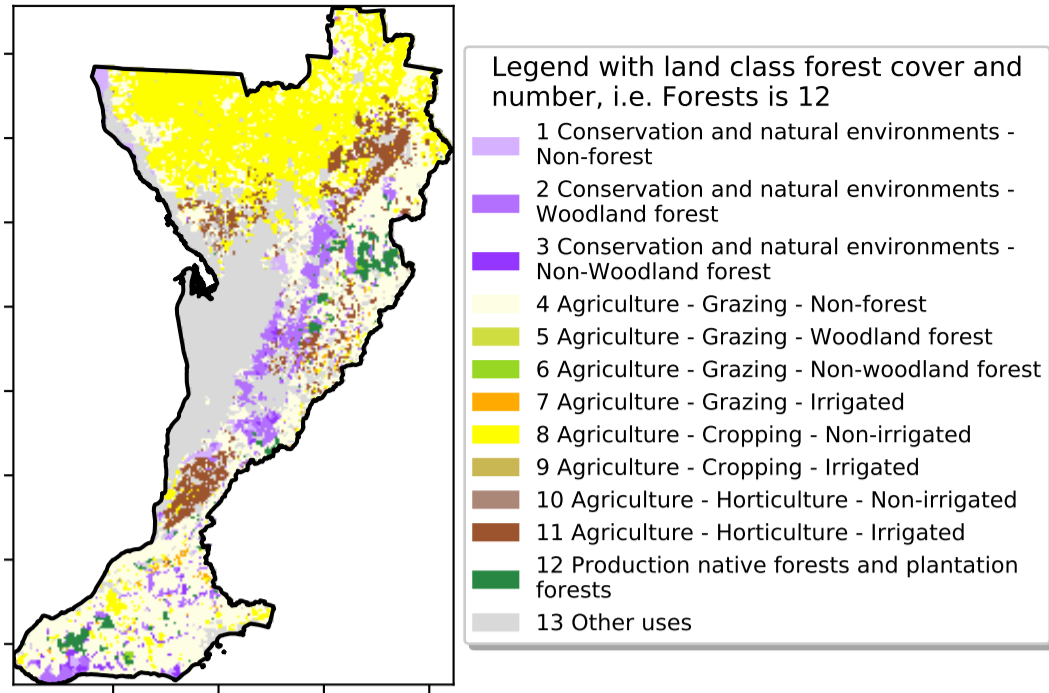 Legend with land class forest cover and
number, i.e. Forests is 12
1 Conservation and natural environments -
Non-forest
2 Conservation and natural environments -
Woodland forest
3 Conservation and natural environments -
Non-Woodland forest
4 Agriculture - Grazing - Non-forest
5 Agriculture - Grazing - Woodland forest
6 Agriculture - Grazing - Non-woodland forest
7 Agriculture - Grazing - Irrigated
8 Agriculture - Cropping - Non-irrigated
9 Agriculture - Cropping - Irrigated
10 Agriculture - Horticulture - Non-irrigated
11 Agriculture - Horticulture - Irrigated
12 Production native forests and plantation
forests
13 Other uses